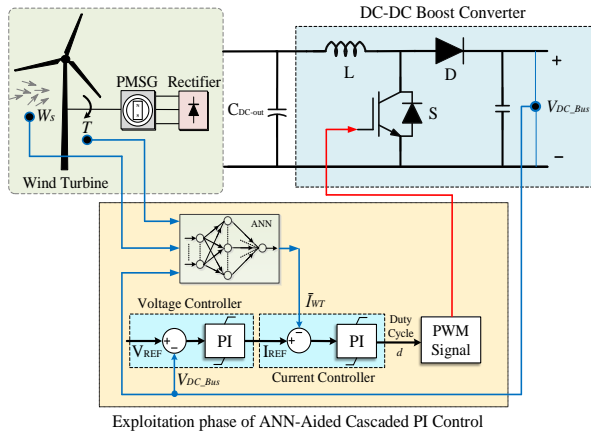 DC-DC Boost Converter
PMSG Rectifier
W_s
T
Wind Turbine
C_DC-out
L
D
S
+
V_DC_Bus
−
ANN
Ī_WT
Voltage Controller
V_REF
+
−
PI
V_DC_Bus
I_REF
+
−
PI
Current Controller
Duty
Cycle
d
PWM
Signal
Exploitation phase of ANN-Aided Cascaded PI Control